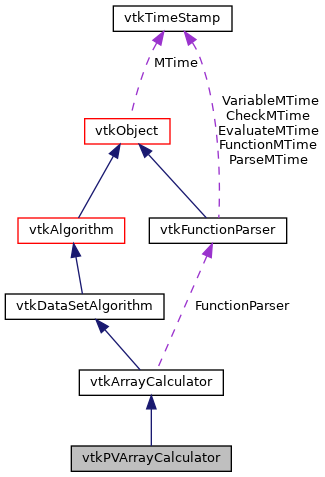 vtkTimeStamp
MTime
VariableMTime
CheckMTime
EvaluateMTime
FunctionMTime
ParseMTime
vtkObject
vtkAlgorithm
vtkFunctionParser
vtkDataSetAlgorithm
FunctionParser
vtkArrayCalculator
vtkPVArrayCalculator